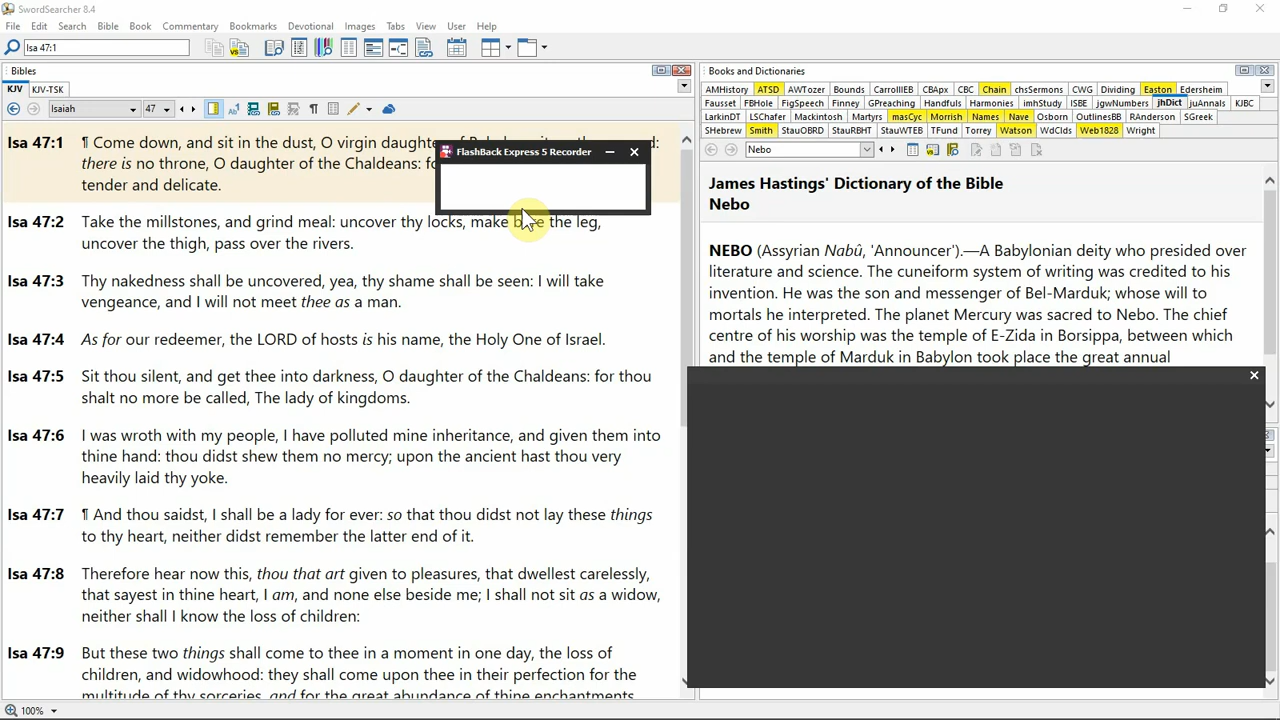 SwordSearcher 8.4
File Edit Search Bible Book Commentary Bookmarks Devotional Images Tabs View User Help
Isa 47:1
Bibles
KJV KJV-TSK
Isaiah 47
Isa 47:1 ¶ Come down, and sit in the dust, O virgin daughter
there is no throne, O daughter of the Chaldeans:
tender and delicate.
Isa 47:2 Take the millstones, and grind meal: uncover thy locks, make bare the leg,
uncover the thigh, pass over the rivers.
Isa 47:3 Thy nakedness shall be uncovered, yea, thy shame shall be seen: I will take
vengeance, and I will not meet thee as a man.
Isa 47:4 As for our redeemer, the LORD of hosts is his name, the Holy One of Israel.
Isa 47:5 Sit thou silent, and get thee into darkness, O daughter of the Chaldeans: for thou
shalt no more be called, The lady of kingdoms.
Isa 47:6 I was wroth with my people, I have polluted mine inheritance, and given them into
thine hand: thou didst shew them no mercy; upon the ancient hast thou very
heavily laid thy yoke.
Isa 47:7 ¶ And thou saidst, I shall be a lady for ever: so that thou didst not lay these things
to thy heart, neither didst remember the latter end of it.
Isa 47:8 Therefore hear now this, thou that art given to pleasures, that dwellest carelessly,
that sayest in thine heart, I am, and none else beside me; I shall not sit as a widow,
neither shall I know the loss of children:
Isa 47:9 But these two things shall come to thee in a moment in one day, the loss of
children, and widowhood: they shall come upon thee in their perfection for the
multitude of thy sorceries, and for the great abundance of thine enchantments
100%
FlashBack Express 5 Recorder
Books and Dictionaries
AMHistory ATSD AWTozer Bounds CarrollIEB CBApx CBC Chain chsSermons CWG Dividing Easton Edersheim
Fausset FBHole FigSpeech Finney GPreaching Handfuls Harmonies imhStudy ISBE jgwNumbers jhDict juAnnals KJBC
LarkinDT LSChafer Mackintosh Martyrs masCyc Morrish Names Nave Osborn OutlinesBB RAnderson SGreek
SHebrew Smith StauOBRD StauRBHT StauWTEB TFund Torrey Watson WdClds Web1828 Wright
Nebo
James Hastings' Dictionary of the Bible
Nebo
NEBO (Assyrian Nabû, 'Announcer').—A Babylonian deity who presided over
literature and science. The cuneiform system of writing was credited to his
invention. He was the son and messenger of Bel-Marduk; whose will to
mortals he interpreted. The planet Mercury was sacred to Nebo. The chief
centre of his worship was the temple of E-Zida in Borsippa, between which
and the temple of Marduk in Babylon took place the great annual